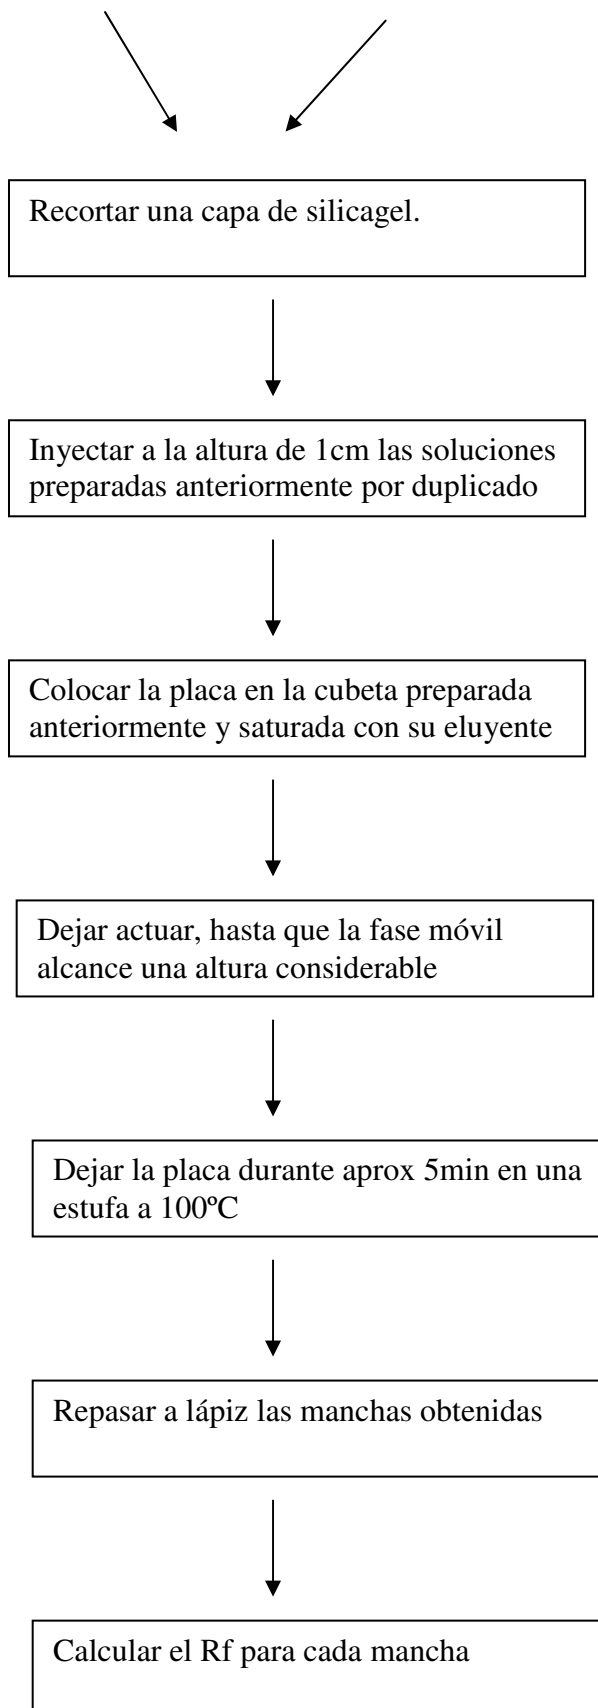 Recortar una capa de silicagel.
Inyectar a la altura de 1cm las soluciones
preparadas anteriormente por duplicado
Colocar la placa en la cubeta preparada
anteriormente y saturada con su eluyente
Dejar actuar, hasta que la fase móvil
alcance una altura considerable
Dejar la placa durante aprox 5min en una
estufa a 100ºC
Repasar a lápiz las manchas obtenidas
Calcular el Rf para cada mancha